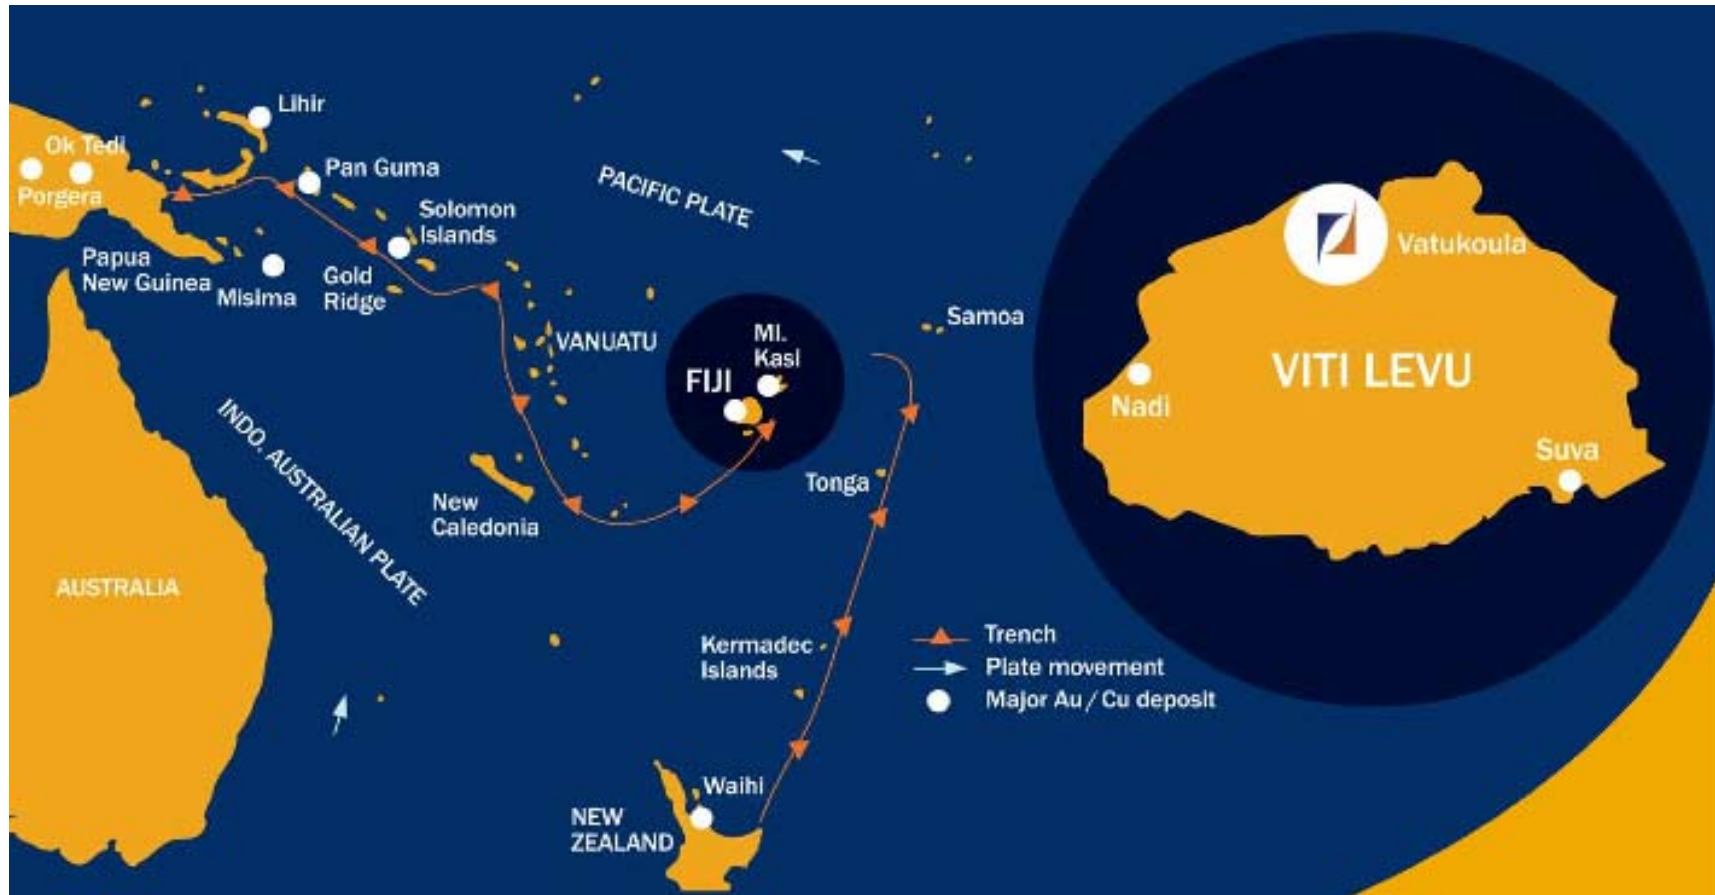 Lihir
Ok Tedi
Porgera
Pan Guma
Solomon
Islands
Papua
New Guinea
Misima
Gold
Ridge
PACIFIC PLATE
VANUATU
MI.
Kasi
FIJI
Samoa
INDO. AUSTRALIAN PLATE
New
Caledonia
Tonga
AUSTRALIA
Kermadec
Islands
Waihi
NEW
ZEALAND
Trench
Plate movement
Major Au / Cu deposit
Vatukoula
VITI LEVU
Nadi
Suva